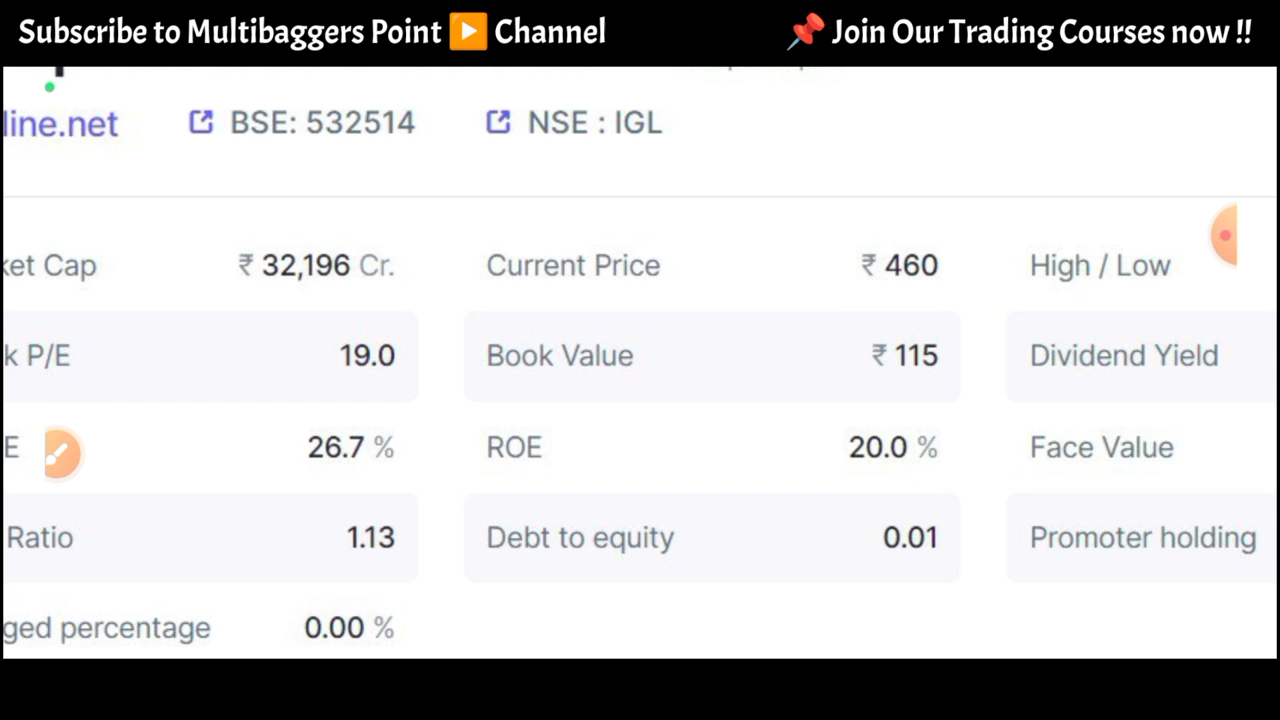 Subscribe to Multibaggers Point ▶️ Channel
📌 Join Our Trading Courses now !!
line.net
BSE: 532514
NSE : IGL
ket Cap ₹ 32,196 Cr.
Current Price ₹ 460
High / Low
k P/E 19.0
Book Value ₹ 115
Dividend Yield
E 26.7 %
ROE 20.0 %
Face Value
Ratio 1.13
Debt to equity 0.01
Promoter holding
ged percentage 0.00 %